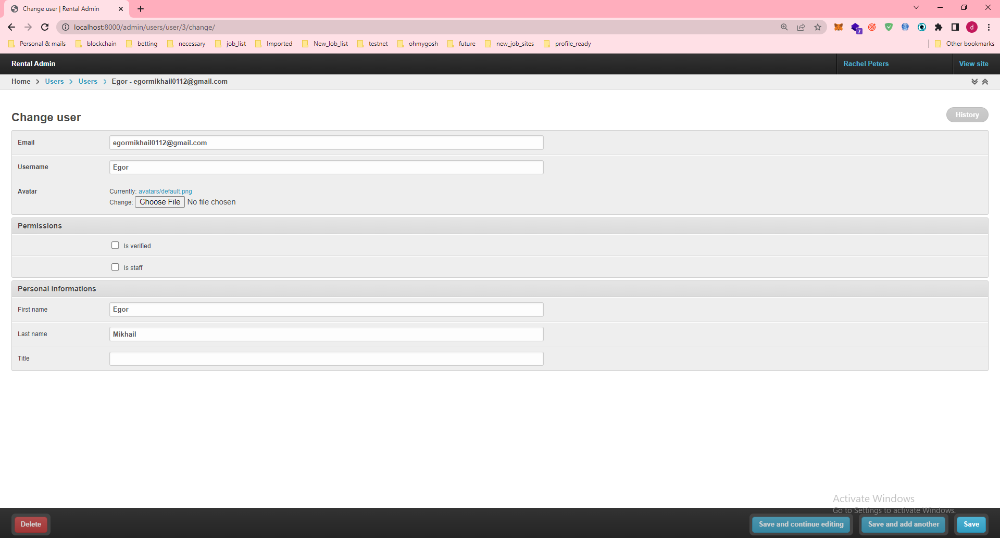 Change user | Rental Admin
localhost:8000/admin/users/user/3/change/
7
d
Personal & mails blockchain betting necessary job_list Imported New_lob_list testnet ohmygosh future new_job_sites profile_ready Other bookmarks
Rental Admin Rachel Peters View site
Home Users Users Egor - egormikhail0112@gmail.com
Change user History
Email egormikhail0112@gmail.com
Username Egor
Avatar Currently: avatars/default.png
Change: Choose File No file chosen
Permissions
Is verified
Is staff
Personal informations
First name Egor
Last name Mikhail
Title
Activate Windows
Go to Settings to activate Windows.
Delete Save and continue editing Save and add another Save